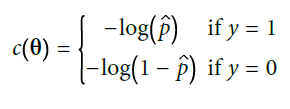 c(θ) = { −log(p̂) if y = 1
−log(1 − p̂) if y = 0